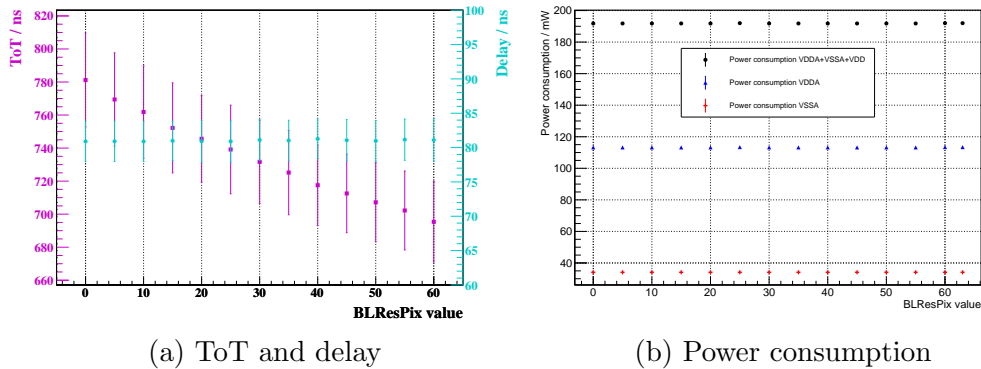 ToT / ns
820
800
780
760
740
720
700
680
660
0 10 20 30 40 50 60
BLResPix value
100
95
90
85
80
75
70
65
60
Delay / ns
(a) ToT and delay
Power consumption / mW
200
180
160
140
120
100
80
60
40
Power consumption VDDA+VSSA+VDD
Power consumption VDDA
Power consumption VSSA
0 10 20 30 40 50 60
BLResPix value
(b) Power consumption